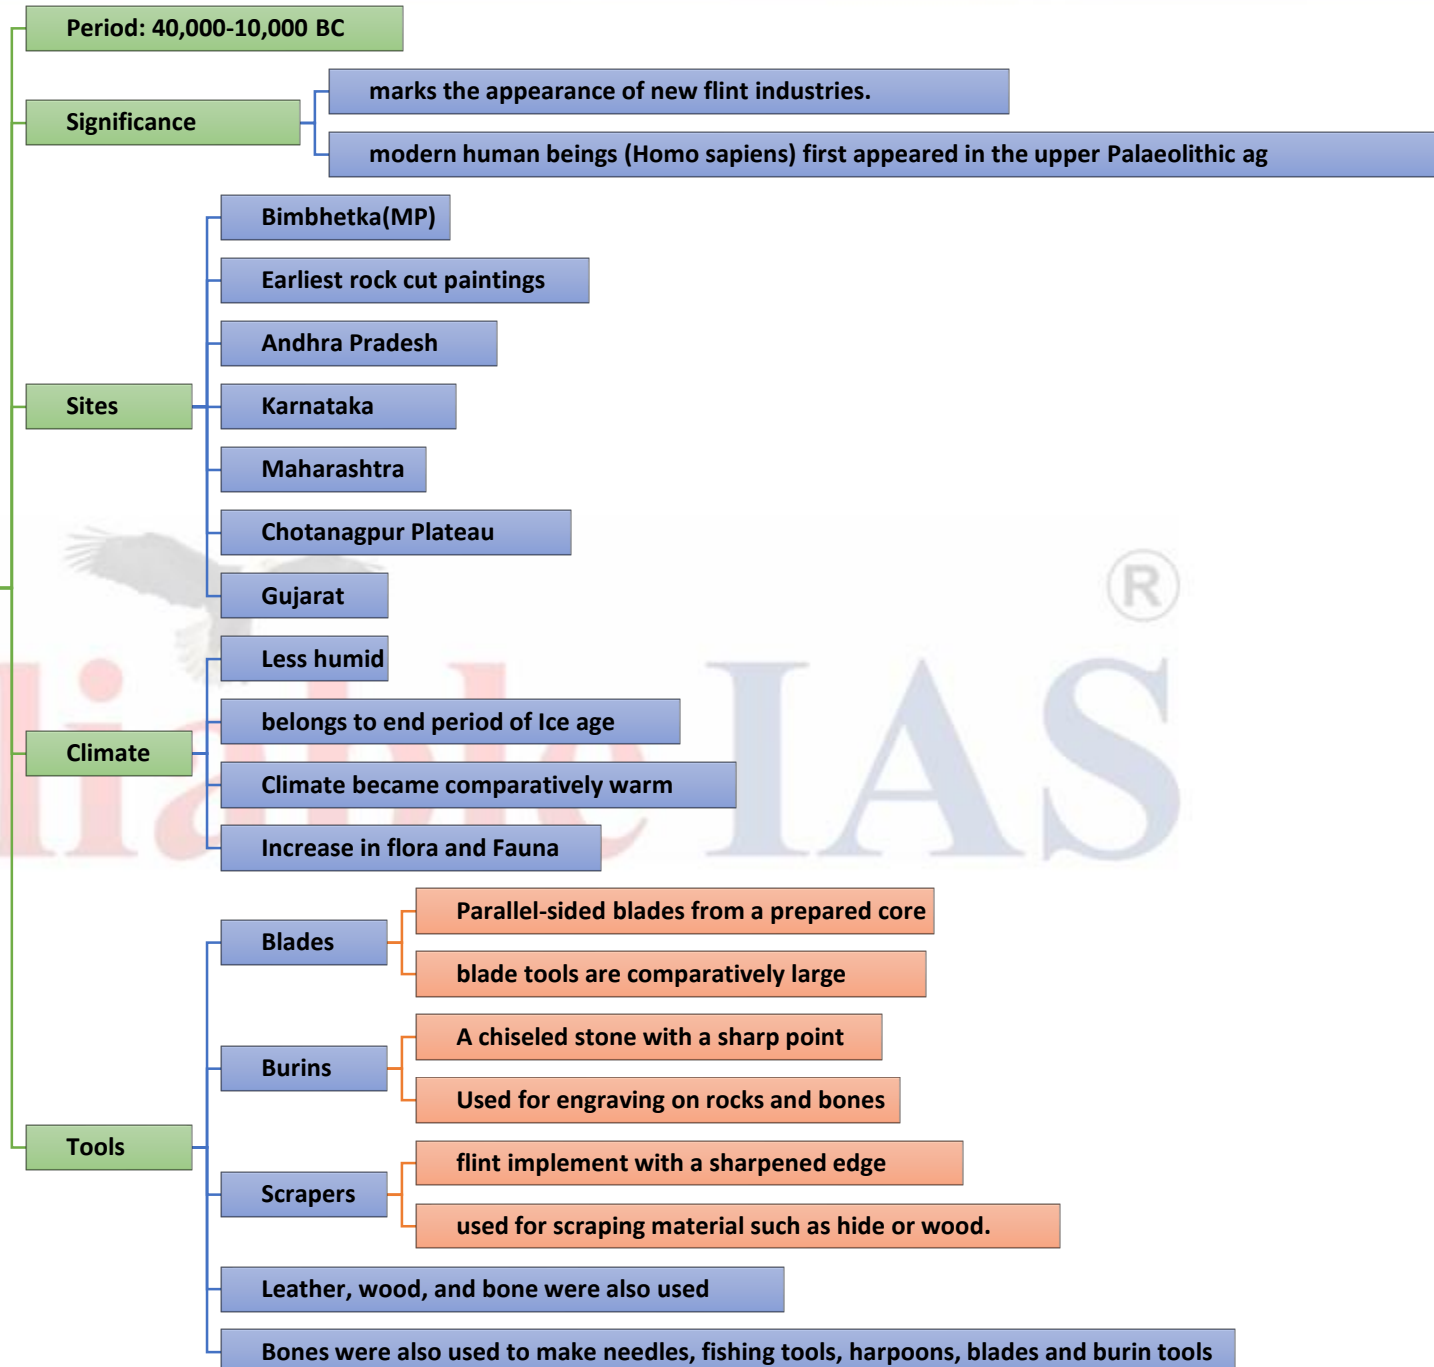 Period: 40,000-10,000 BC
Significance
marks the appearance of new flint industries.
modern human beings (Homo sapiens) first appeared in the upper Palaeolithic ag
Sites
Bimbhetka(MP)
Earliest rock cut paintings
Andhra Pradesh
Karnataka
Maharashtra
Chotanagpur Plateau
Gujarat
Climate
Less humid
belongs to end period of Ice age
Climate became comparatively warm
Increase in flora and Fauna
Tools
Blades
Parallel-sided blades from a prepared core
blade tools are comparatively large
Burins
A chiseled stone with a sharp point
Used for engraving on rocks and bones
Scrapers
flint implement with a sharpened edge
used for scraping material such as hide or wood.
Leather, wood, and bone were also used
Bones were also used to make needles, fishing tools, harpoons, blades and burin tools
liable IAS ®